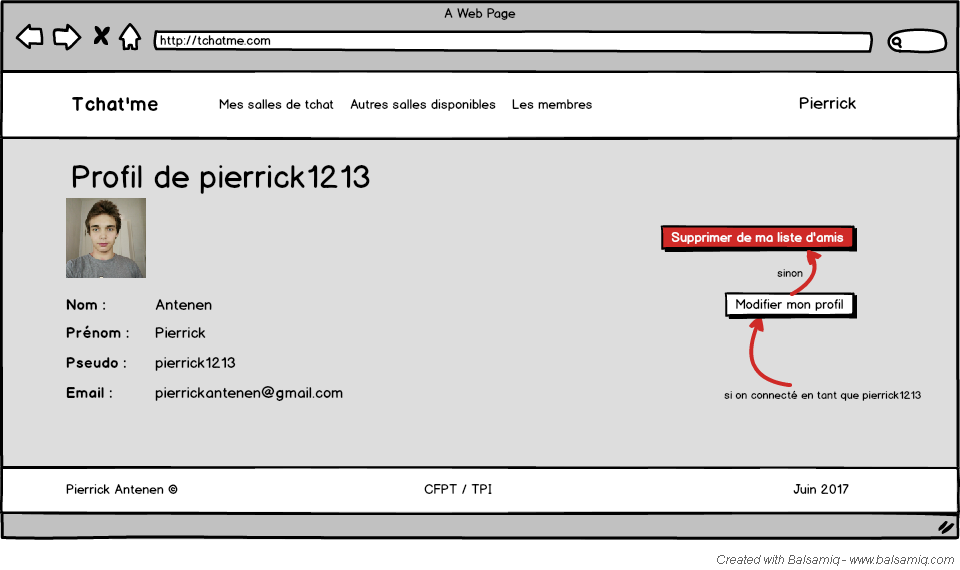 A Web Page
http://tchatme.com
Tchat'me
Mes salles de tchat
Autres salles disponibles
Les membres
Pierrick
Profil de pierrick1213
Supprimer de ma liste d'amis
sinon
Nom : Antenen
Modifier mon profil
Prénom : Pierrick
Pseudo : pierrick1213
Email : pierrickantenen@gmail.com
si on connecté en tant que pierrick1213
Pierrick Antenen ©
CFPT / TPI
Juin 2017
Created with Balsamiq - www.balsamiq.com